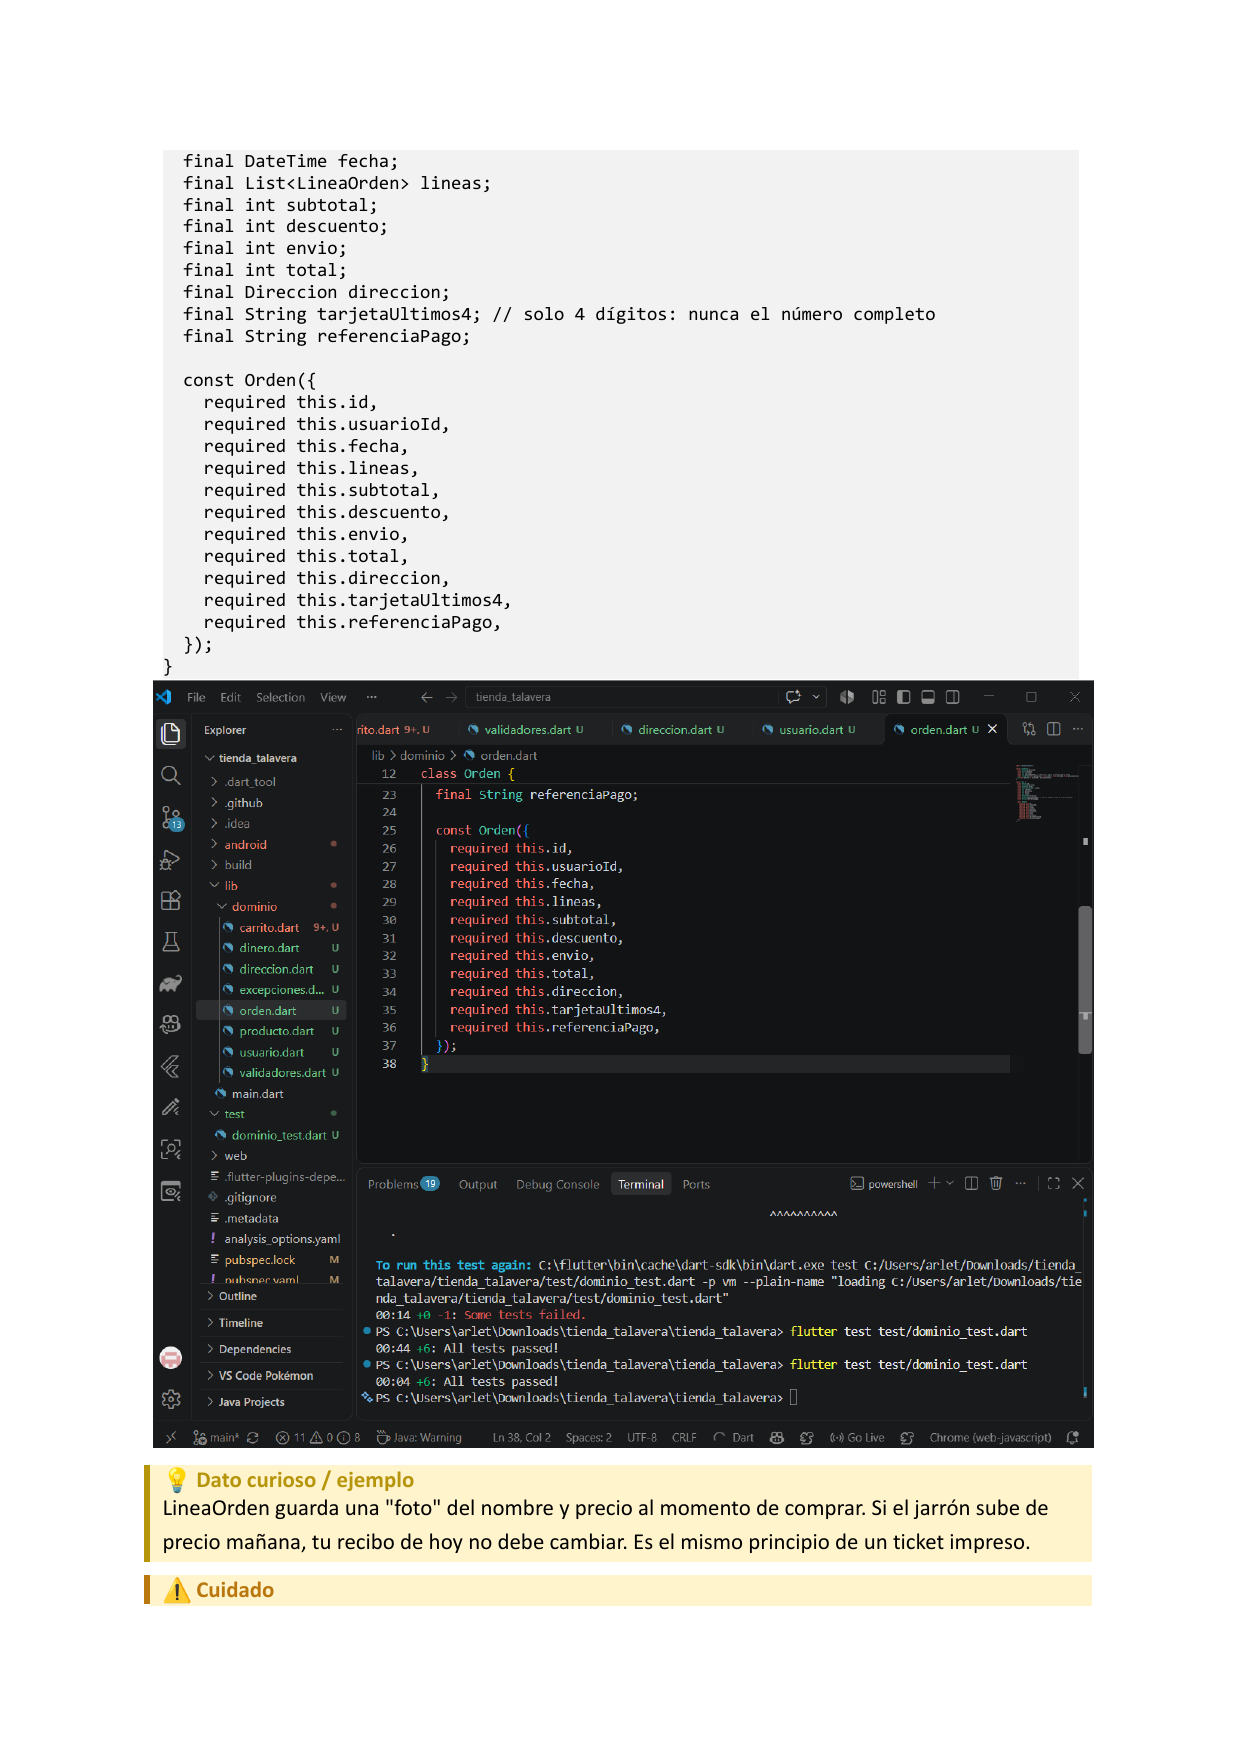 final DateTime fecha;
final List<LineaOrden> lineas;
final int subtotal;
final int descuento;
final int envio;
final int total;
final Direccion direccion;
final String tarjetaUltimos4; // solo 4 dígitos: nunca el número completo
final String referenciaPago;
const Orden({
required this.id,
required this.usuarioId,
required this.fecha,
required this.lineas,
required this.subtotal,
required this.descuento,
required this.envio,
required this.total,
required this.direccion,
required this.tarjetaUltimos4,
required this.referenciaPago,
});
}
File Edit Selection View ··· tienda_talavera
Explorer ···
tienda_talavera
.dart_tool
.github
.idea
android
build
lib
dominio
carrito.dart 9+, U
dinero.dart U
direccion.dart U
excepciones.d... U
orden.dart U
producto.dart U
usuario.dart U
validadores.dart U
main.dart
test
dominio_test.dart U
web
.flutter-plugins-depe...
.gitignore
.metadata
analysis_options.yaml
pubspec.lock M
pubspec.yaml M
Outline
Timeline
Dependencies
VS Code Pokémon
Java Projects
13
rito.dart 9+, U validadores.dart U direccion.dart U usuario.dart U orden.dart U
lib > dominio > orden.dart
12 class Orden {
23 final String referenciaPago;
24
25 const Orden({
26 required this.id,
27 required this.usuarioId,
28 required this.fecha,
29 required this.lineas,
30 required this.subtotal,
31 required this.descuento,
32 required this.envio,
33 required this.total,
34 required this.direccion,
35 required this.tarjetaUltimos4,
36 required this.referenciaPago,
37 });
38 }
Problems 19 Output Debug Console Terminal Ports powershell
^^^^^^^^^^
.
To run this test again: C:\flutter\bin\cache\dart-sdk\bin\dart.exe test C:/Users/arlet/Downloads/tienda_
talavera/tienda_talavera/test/dominio_test.dart -p vm --plain-name "loading C:/Users/arlet/Downloads/tie
nda_talavera/tienda_talavera/test/dominio_test.dart"
00:14 +0 -1: Some tests failed.
PS C:\Users\arlet\Downloads\tienda_talavera\tienda_talavera> flutter test test/dominio_test.dart
00:44 +6: All tests passed!
PS C:\Users\arlet\Downloads\tienda_talavera\tienda_talavera> flutter test test/dominio_test.dart
00:04 +6: All tests passed!
PS C:\Users\arlet\Downloads\tienda_talavera\tienda_talavera>
main* 11 0 8 Java: Warning Ln 38, Col 2 Spaces: 2 UTF-8 CRLF Dart Go Live Chrome (web-javascript)
💡 Dato curioso / ejemplo
LineaOrden guarda una "foto" del nombre y precio al momento de comprar. Si el jarrón sube de
precio mañana, tu recibo de hoy no debe cambiar. Es el mismo principio de un ticket impreso.
⚠️ Cuidado